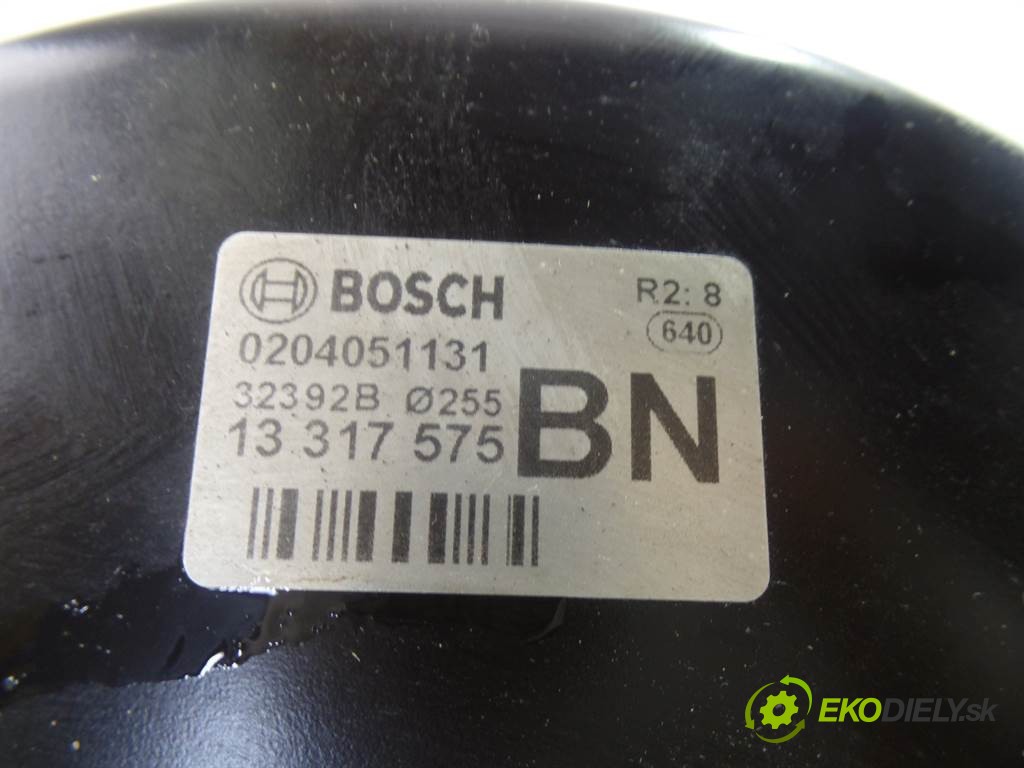 BOSCH R2: 8
640
0204051131
32392B Ø255
13 317 575
BN
EKODIELY.sk